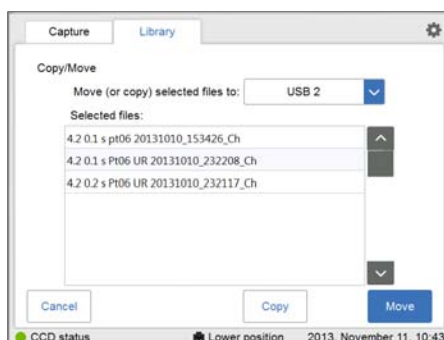 Capture Library
Copy/Move
Move (or copy) selected files to: USB 2
Selected files:
4.2 0.1 s pt06 20131010_153426_Ch
4.2 0.1 s Pt06 UR 20131010_232208_Ch
4.2 0.2 s Pt06 UR 20131010_232117_Ch
Cancel Copy Move
CCD status Lower position 2013, November 11, 10:43